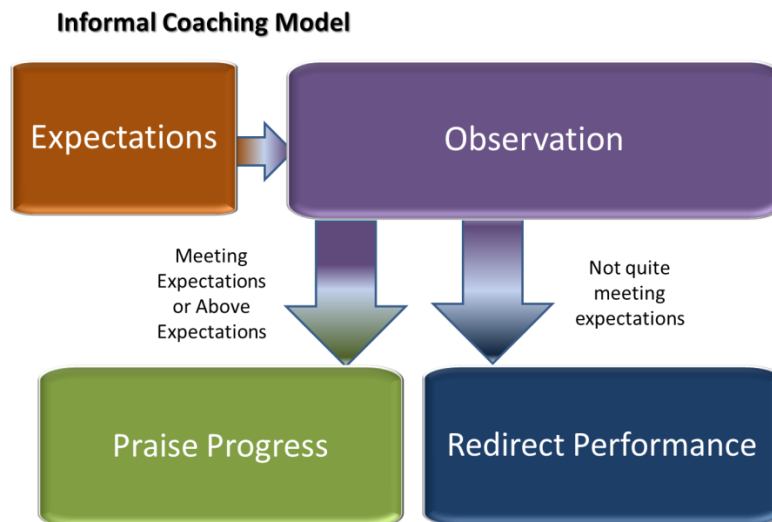 Informal Coaching Model
Expectations
Observation
Meeting
Expectations
or Above
Expectations
Not quite
meeting
expectations
Praise Progress
Redirect Performance